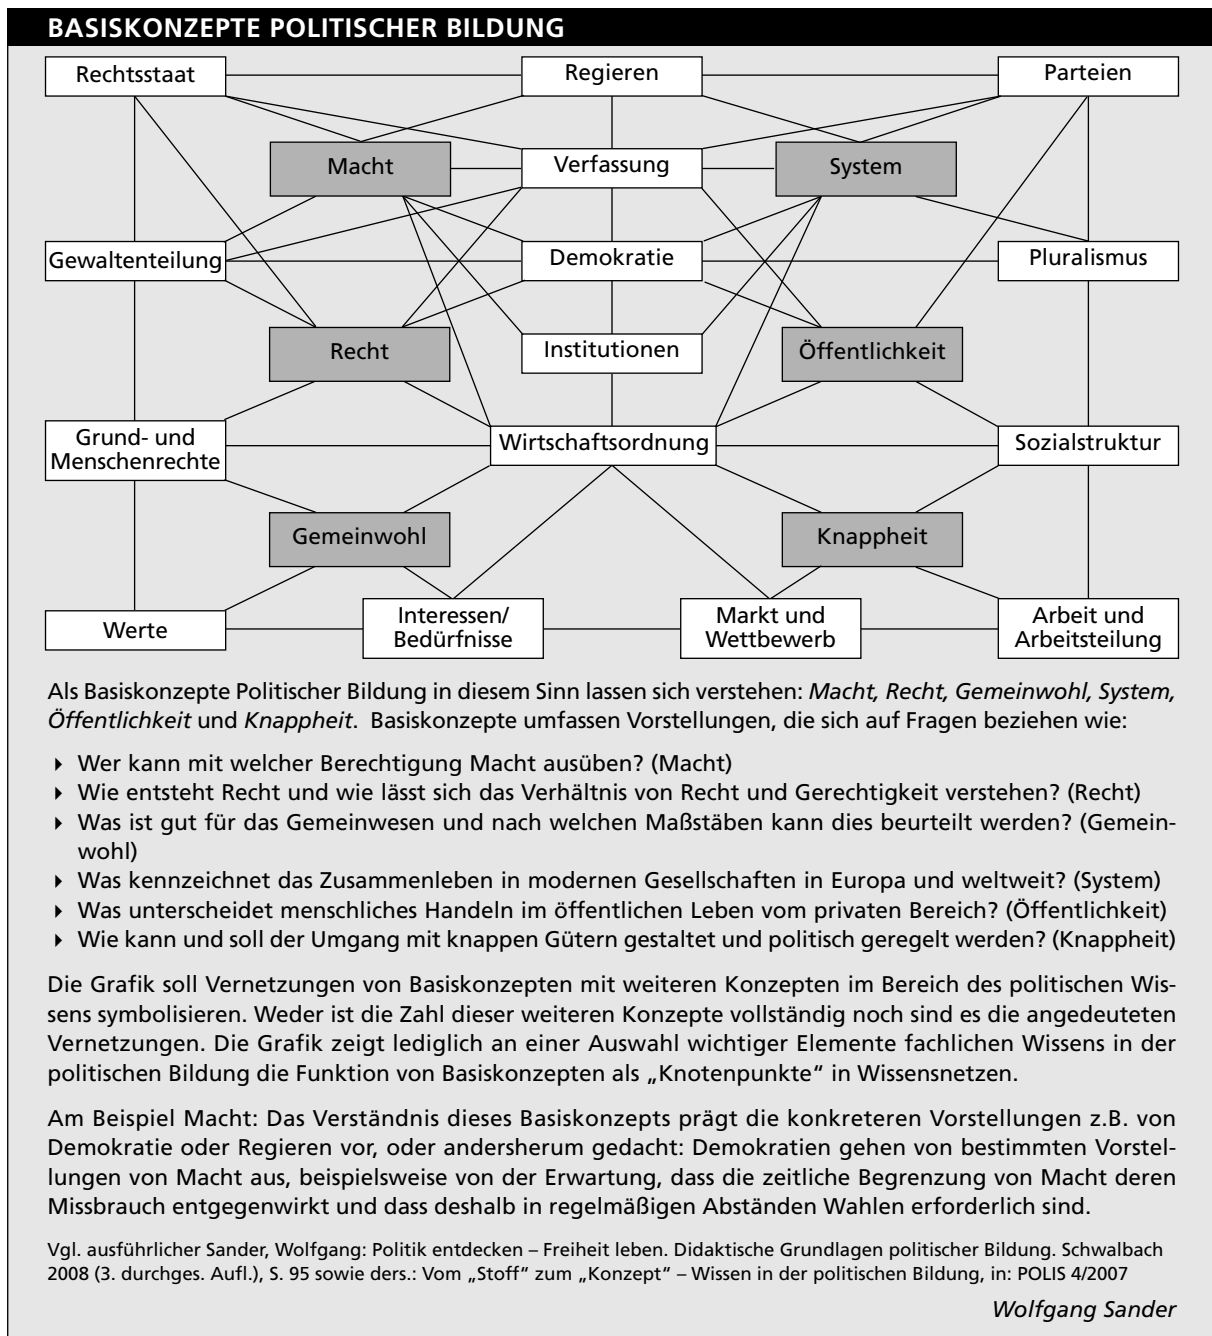 BASISKONZEPTE POLITISCHER BILDUNG
Rechtsstaat
Regieren
Parteien
Macht
Verfassung
System
Gewaltenteilung
Demokratie
Pluralismus
Recht
Institutionen
Öffentlichkeit
Grund- und
Menschenrechte
Wirtschaftsordnung
Sozialstruktur
Gemeinwohl
Knappheit
Werte
Interessen/
Bedürfnisse
Markt und
Wettbewerb
Arbeit und
Arbeitsteilung
Als Basiskonzepte Politischer Bildung in diesem Sinn lassen sich verstehen: Macht, Recht, Gemeinwohl, System,
Öffentlichkeit und Knappheit. Basiskonzepte umfassen Vorstellungen, die sich auf Fragen beziehen wie:
▸ Wer kann mit welcher Berechtigung Macht ausüben? (Macht)
▸ Wie entsteht Recht und wie lässt sich das Verhältnis von Recht und Gerechtigkeit verstehen? (Recht)
▸ Was ist gut für das Gemeinwesen und nach welchen Maßstäben kann dies beurteilt werden? (Gemein-
wohl)
▸ Was kennzeichnet das Zusammenleben in modernen Gesellschaften in Europa und weltweit? (System)
▸ Was unterscheidet menschliches Handeln im öffentlichen Leben vom privaten Bereich? (Öffentlichkeit)
▸ Wie kann und soll der Umgang mit knappen Gütern gestaltet und politisch geregelt werden? (Knappheit)
Die Grafik soll Vernetzungen von Basiskonzepten mit weiteren Konzepten im Bereich des politischen Wis-
sens symbolisieren. Weder ist die Zahl dieser weiteren Konzepte vollständig noch sind es die angedeuteten
Vernetzungen. Die Grafik zeigt lediglich an einer Auswahl wichtiger Elemente fachlichen Wissens in der
politischen Bildung die Funktion von Basiskonzepten als „Knotenpunkte“ in Wissensnetzen.
Am Beispiel Macht: Das Verständnis dieses Basiskonzepts prägt die konkreteren Vorstellungen z.B. von
Demokratie oder Regieren vor, oder andersherum gedacht: Demokratien gehen von bestimmten Vorstel-
lungen von Macht aus, beispielsweise von der Erwartung, dass die zeitliche Begrenzung von Macht deren
Missbrauch entgegenwirkt und dass deshalb in regelmäßigen Abständen Wahlen erforderlich sind.
Vgl. ausführlicher Sander, Wolfgang: Politik entdecken – Freiheit leben. Didaktische Grundlagen politischer Bildung. Schwalbach
2008 (3. durchges. Aufl.), S. 95 sowie ders.: Vom „Stoff“ zum „Konzept“ – Wissen in der politischen Bildung, in: POLIS 4/2007
Wolfgang Sander